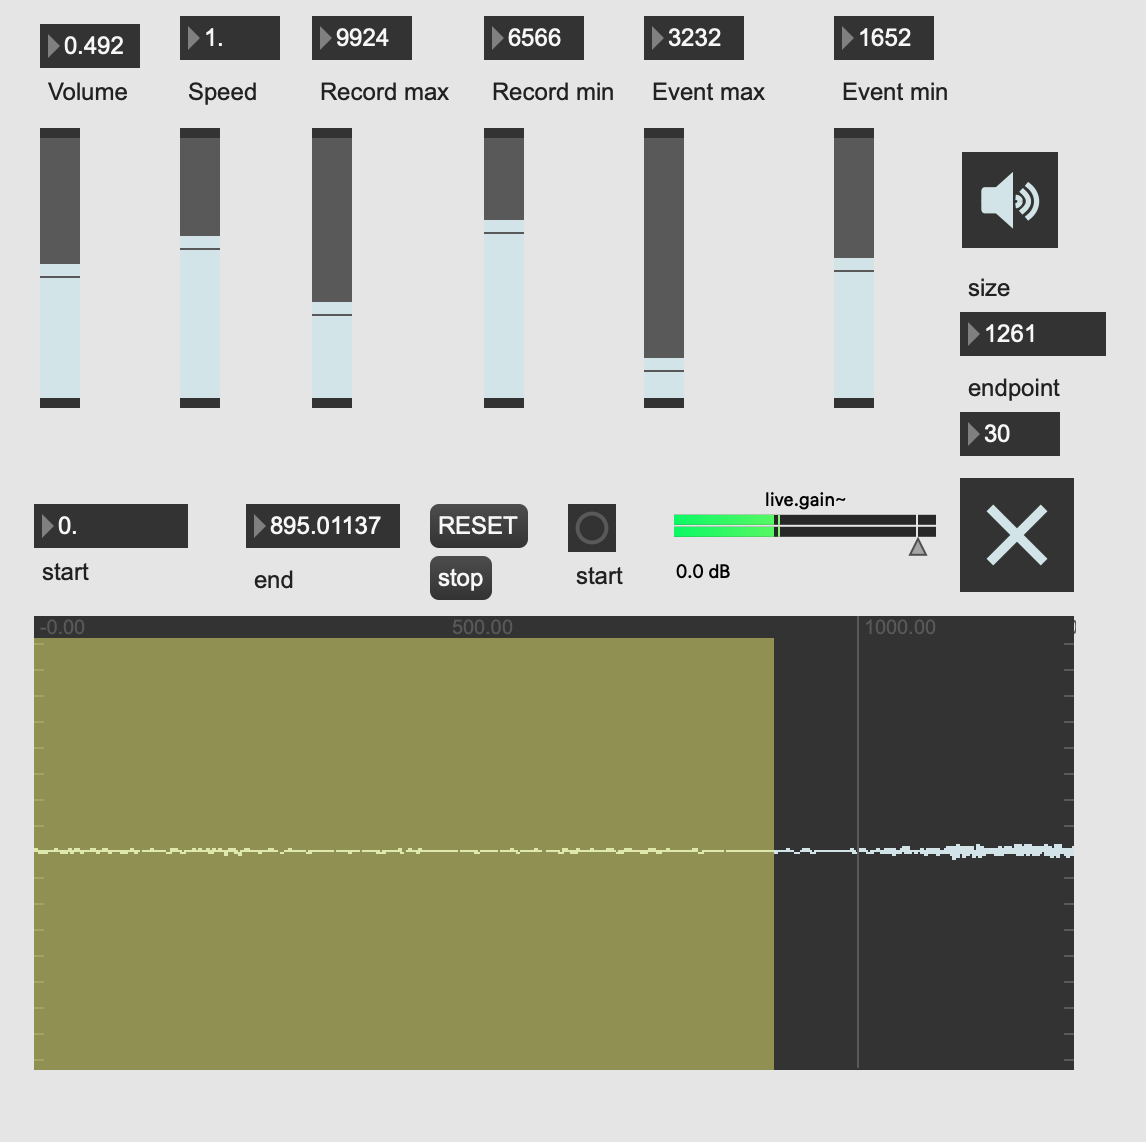 0.492
1.
9924
6566
3232
1652
Volume
Speed
Record max
Record min
Event max
Event min
size
1261
endpoint
30
live.gain~
0.
895.01137
RESET
start
end
stop
start
0.0 dB
-0.00
500.00
1000.00